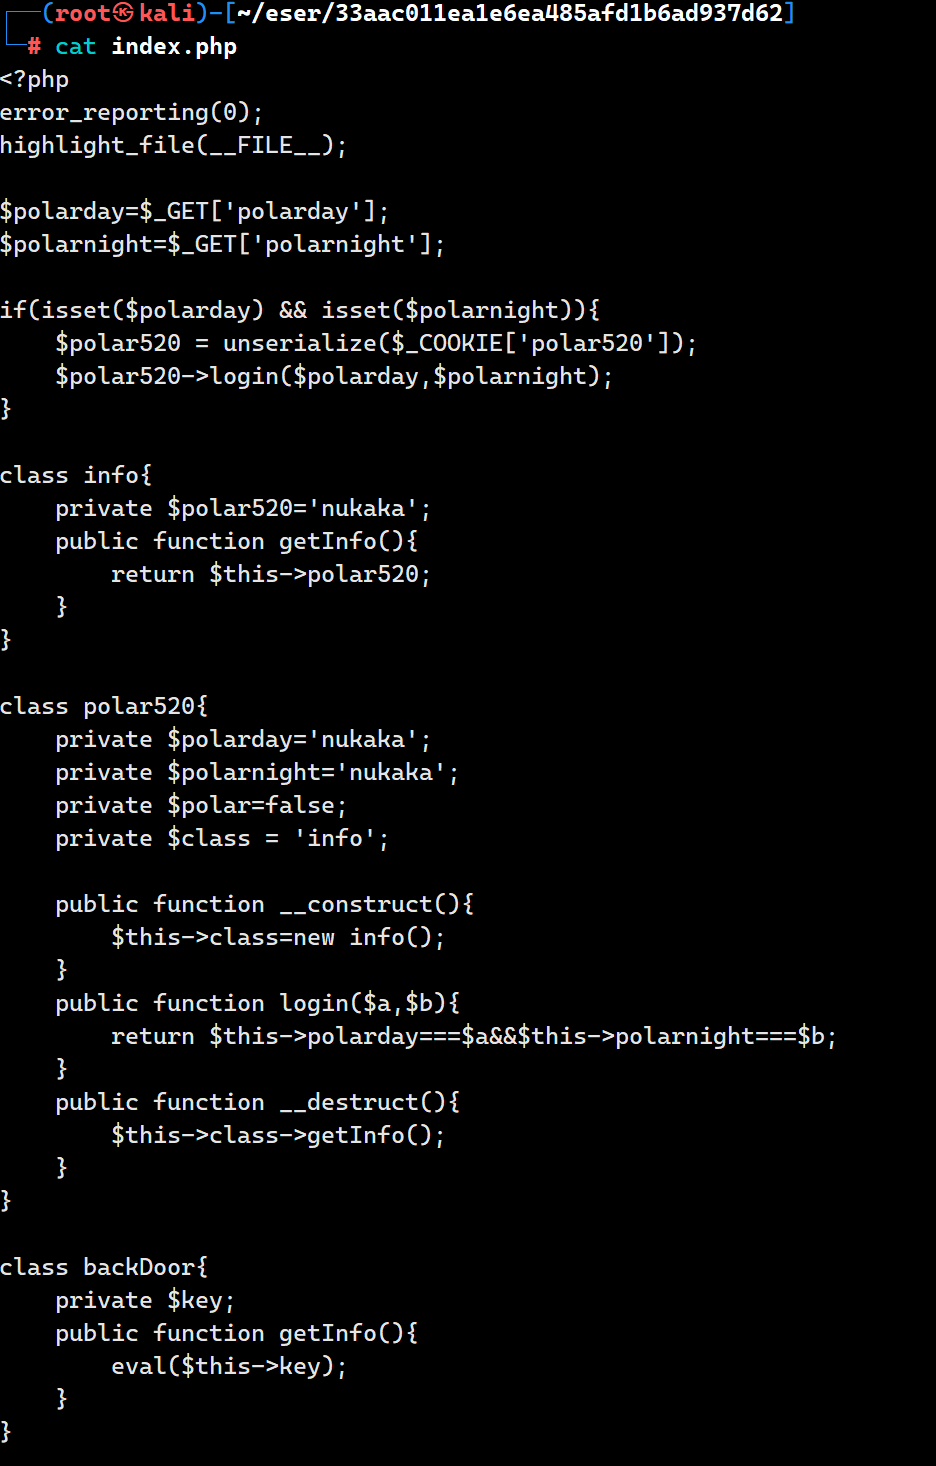 ┌──(root㉿kali)-[~/eser/33aac011ea1e6ea485afd1b6ad937d62]
└─# cat index.php
<?php
error_reporting(0);
highlight_file(__FILE__);

$polarday=$_GET['polarday'];
$polarnight=$_GET['polarnight'];

if(isset($polarday) && isset($polarnight)){
    $polar520 = unserialize($_COOKIE['polar520']);
    $polar520->login($polarday,$polarnight);
}

class info{
    private $polar520='nukaka';
    public function getInfo(){
        return $this->polar520;
    }
}

class polar520{
    private $polarday='nukaka';
    private $polarnight='nukaka';
    private $polar=false;
    private $class = 'info';

    public function __construct(){
        $this->class=new info();
    }
    public function login($a,$b){
        return $this->polarday===$a&&$this->polarnight===$b;
    }
    public function __destruct(){
        $this->class->getInfo();
    }
}

class backDoor{
    private $key;
    public function getInfo(){
        eval($this->key);
    }
}